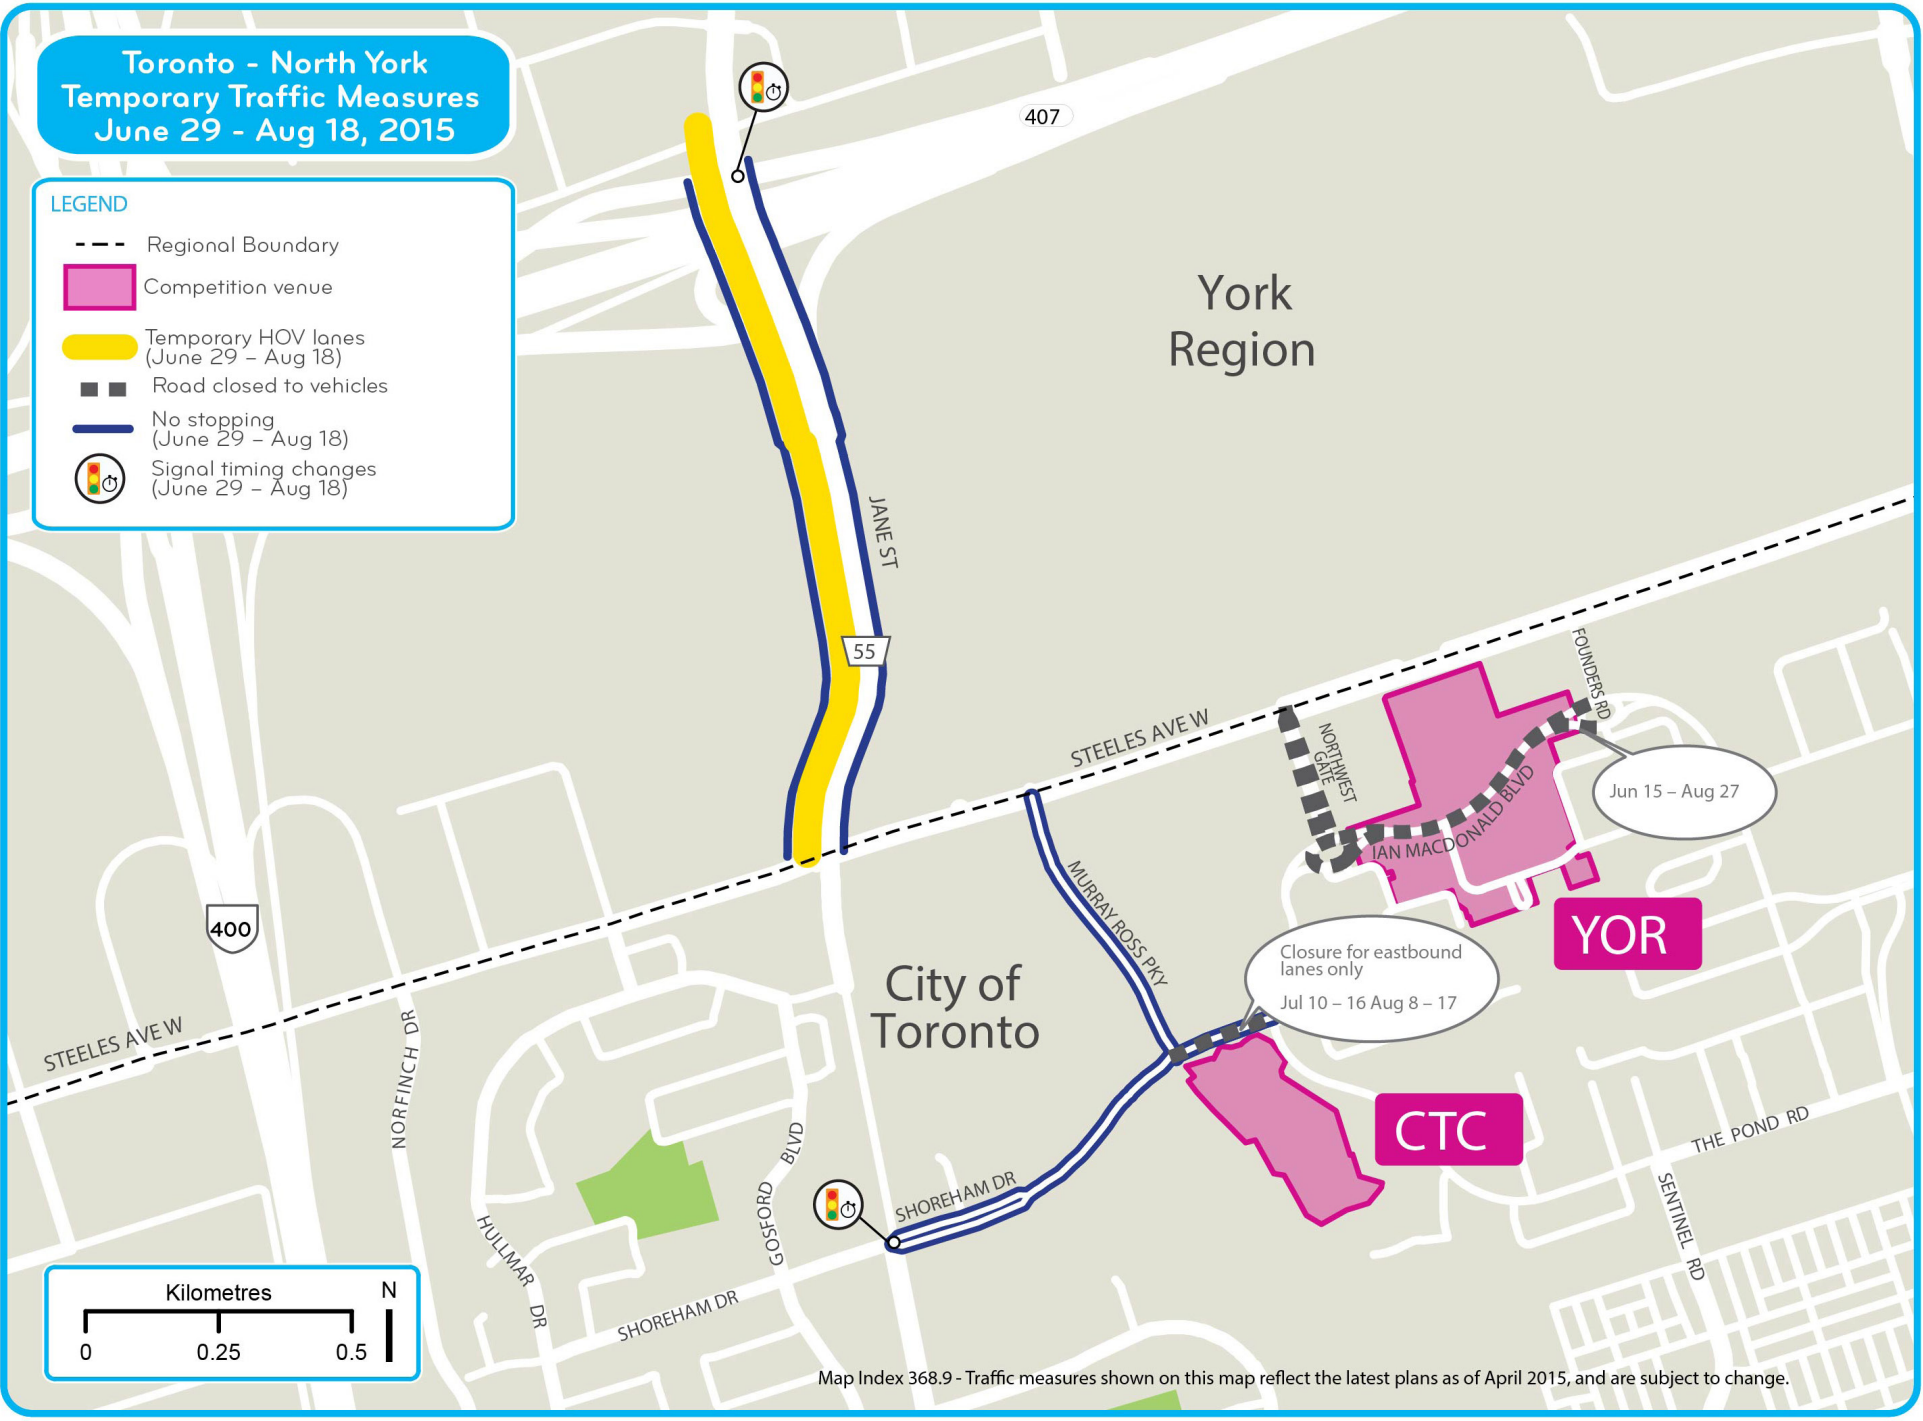 Toronto - North York
Temporary Traffic Measures
June 29 - Aug 18, 2015
LEGEND
Regional Boundary
Competition venue
Temporary HOV lanes
(June 29 – Aug 18)
Road closed to vehicles
No stopping
(June 29 – Aug 18)
Signal timing changes
(June 29 – Aug 18)
407
York
Region
JANE ST
55
FOUNDERS RD
STEELES AVE W
NORTHWEST
GATE
Jun 15 – Aug 27
IAN MACDONALD BLVD
MURRAY ROSS PKY
400
YOR
Closure for eastbound
lanes only
Jul 10 – 16 Aug 8 – 17
City of
Toronto
STEELES AVE W
NORFINCH DR
CTC
THE POND RD
GOSFORD BLVD
SHOREHAM DR
SENTINEL RD
HULLMAR DR
SHOREHAM DR
Kilometres
N
0 0.25 0.5
Map Index 368.9 - Traffic measures shown on this map reflect the latest plans as of April 2015, and are subject to change.